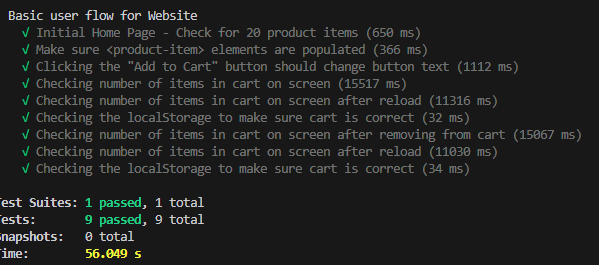 Basic user flow for Website
√ Initial Home Page - Check for 20 product items (650 ms)
√ Make sure <product-item> elements are populated (366 ms)
√ Clicking the "Add to Cart" button should change button text (1112 ms)
√ Checking number of items in cart on screen (15517 ms)
√ Checking number of items in cart on screen after reload (11316 ms)
√ Checking the localStorage to make sure cart is correct (32 ms)
√ Checking number of items in cart on screen after removing from cart (15067 ms)
√ Checking number of items in cart on screen after reload (11030 ms)
√ Checking the localStorage to make sure cart is correct (34 ms)
Test Suites: 1 passed, 1 total
Tests: 9 passed, 9 total
Snapshots: 0 total
Time: 56.049 s